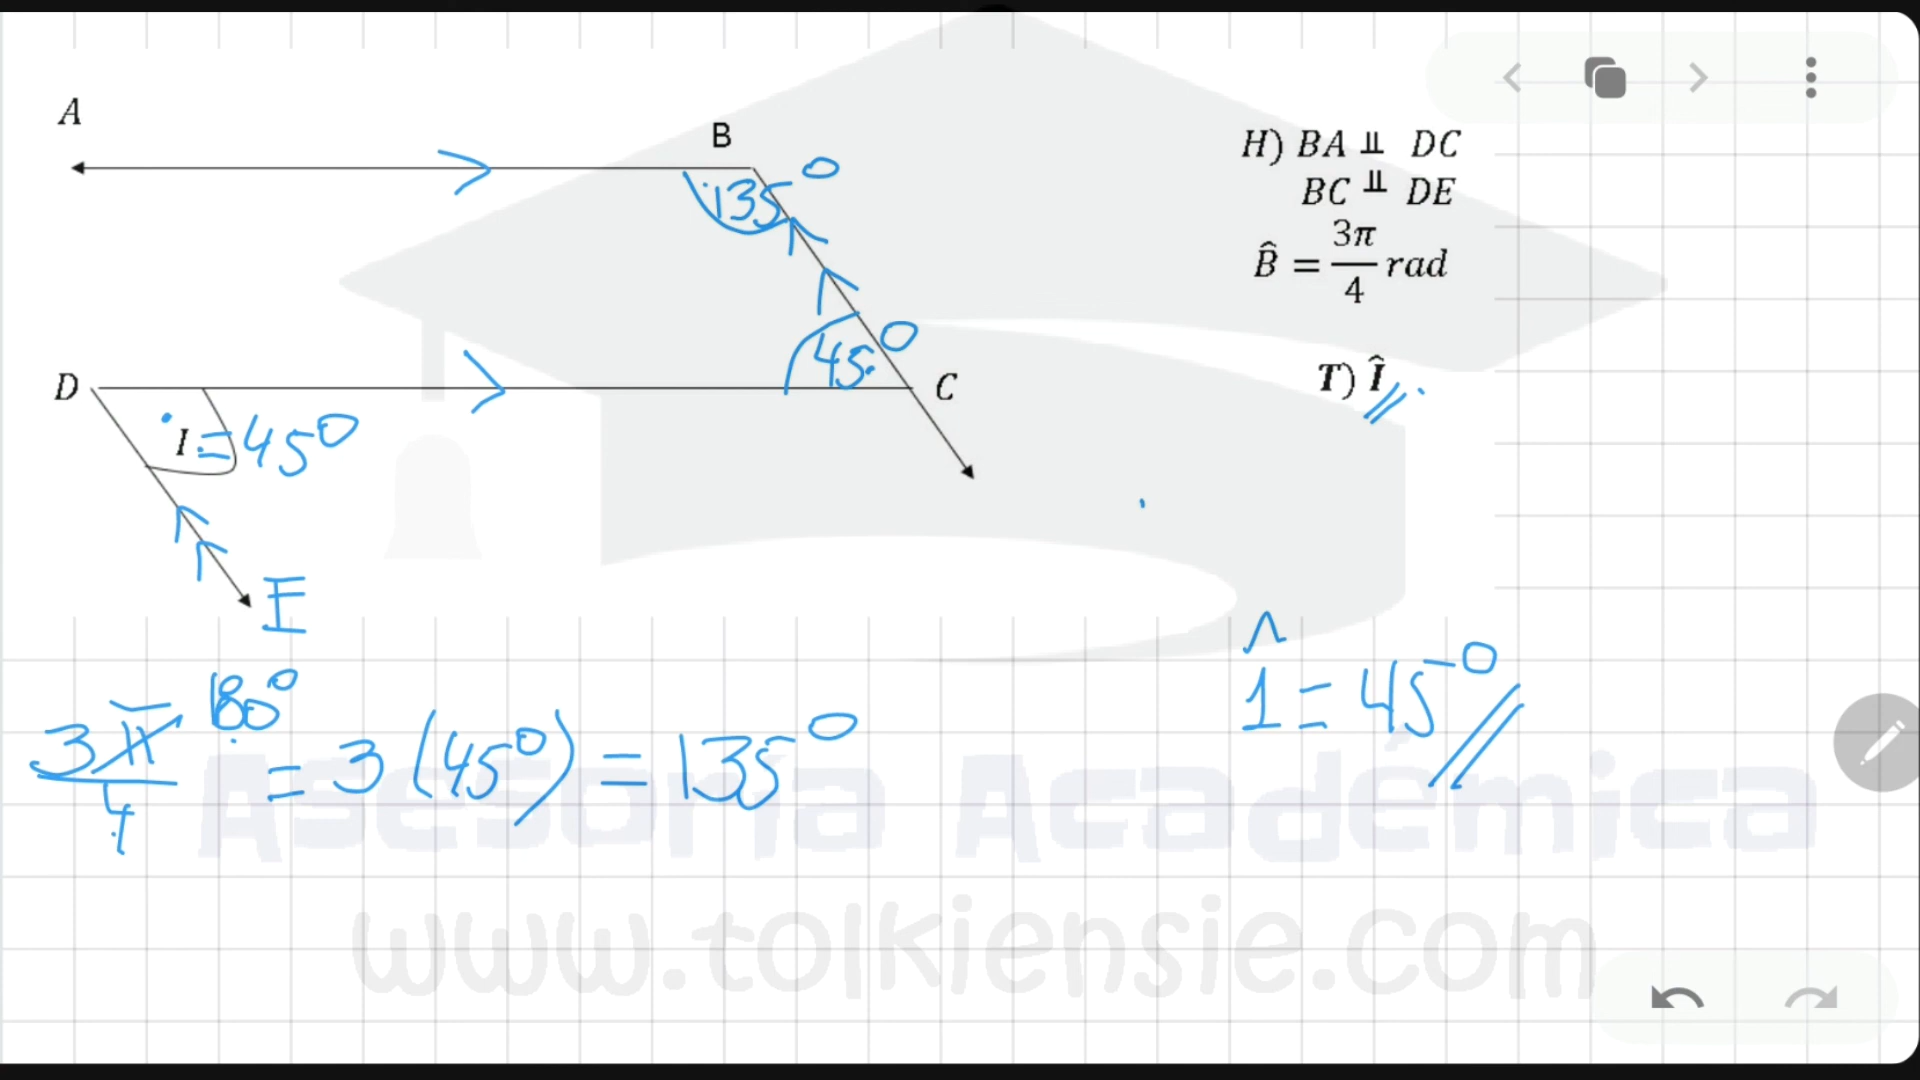 A
B
135°
H) BA ⫫ DC
BC ⫫ DE
B̂ = 3π/4 rad
45°
D
C
T) Î
I = 45°
E
1̂ = 45°
3π/4 180° = 3 (45°) = 135°
Asesoría Académica
www.tolkiensie.com